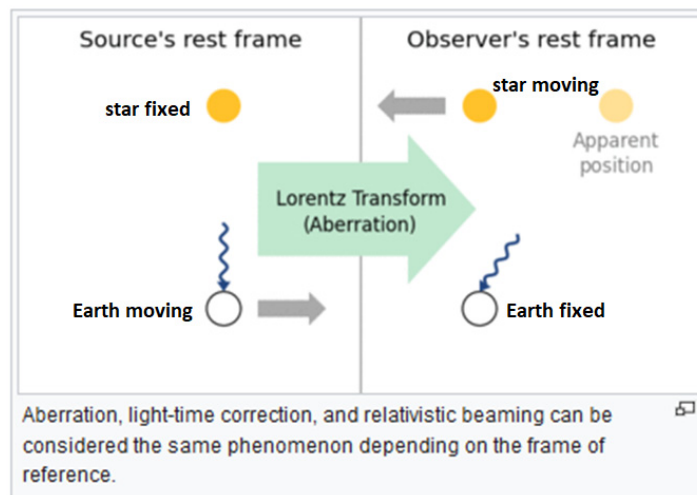 Source's rest frame
Observer's rest frame
star fixed
star moving
Apparent
position
Lorentz Transform
(Aberration)
Earth moving
Earth fixed
Aberration, light-time correction, and relativistic beaming can be
considered the same phenomenon depending on the frame of
reference.